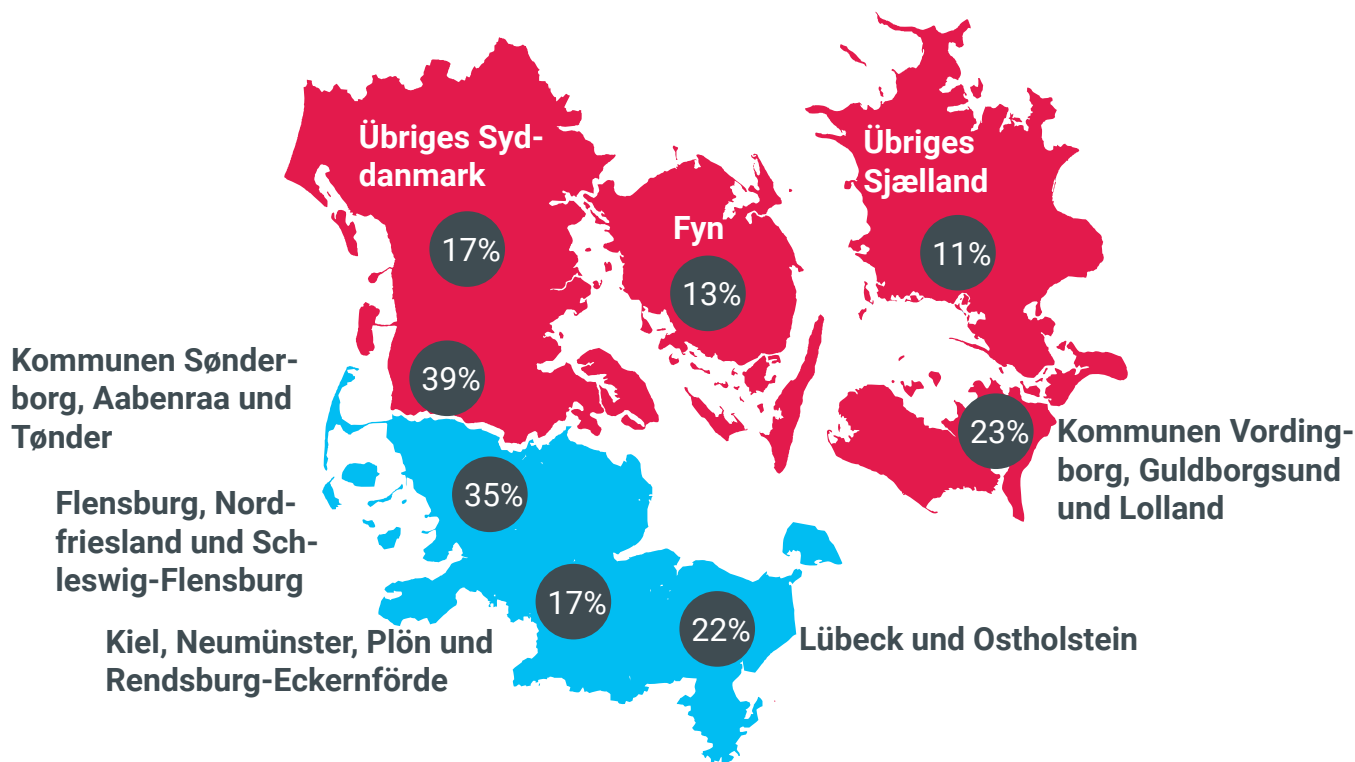 Übriges Syd-
danmark
17%
Fyn
13%
Übriges
Sjælland
11%
Kommunen Sønder-
borg, Aabenraa und
Tønder
39%
23%
Kommunen Vording-
borg, Guldborgsund
und Lolland
Flensburg, Nord-
friesland und Sch-
leswig-Flensburg
35%
Kiel, Neumünster, Plön und
Rendsburg-Eckernförde
17%
22%
Lübeck und Ostholstein